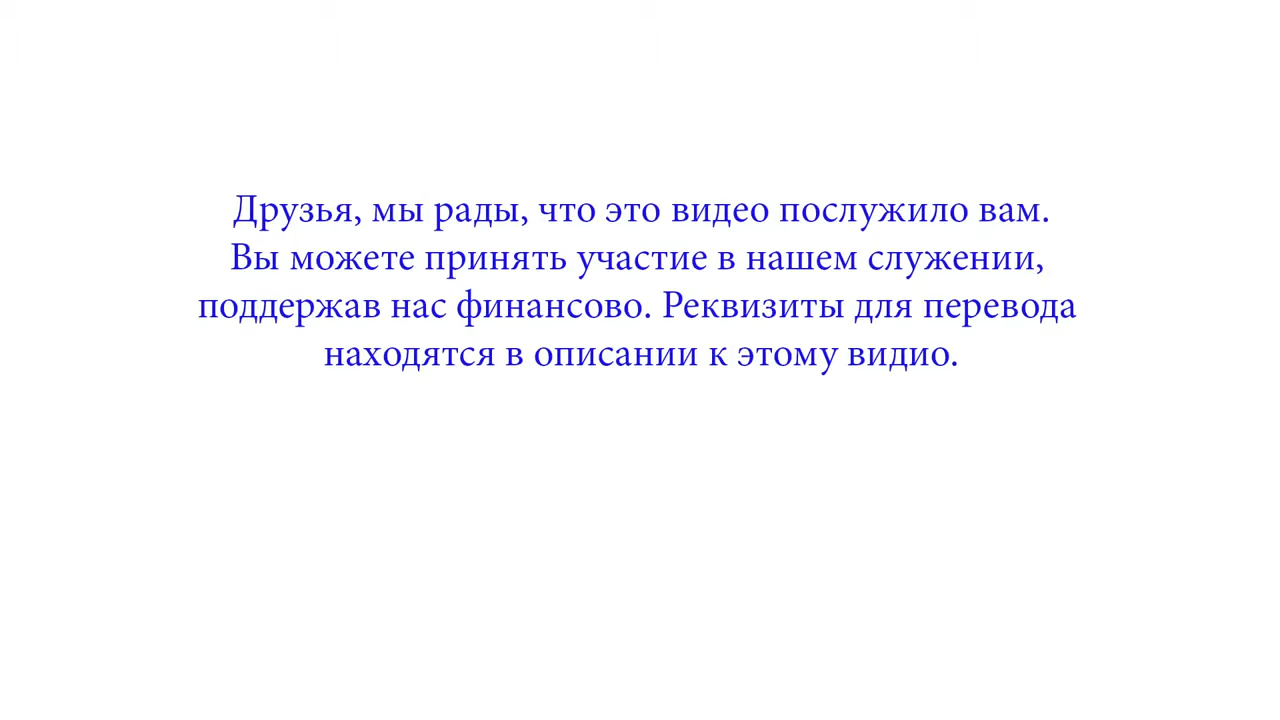 Друзья, мы рады, что это видео послужило вам.
Вы можете принять участие в нашем служении,
поддержав нас финансово. Реквизиты для перевода
находятся в описании к этому видио.